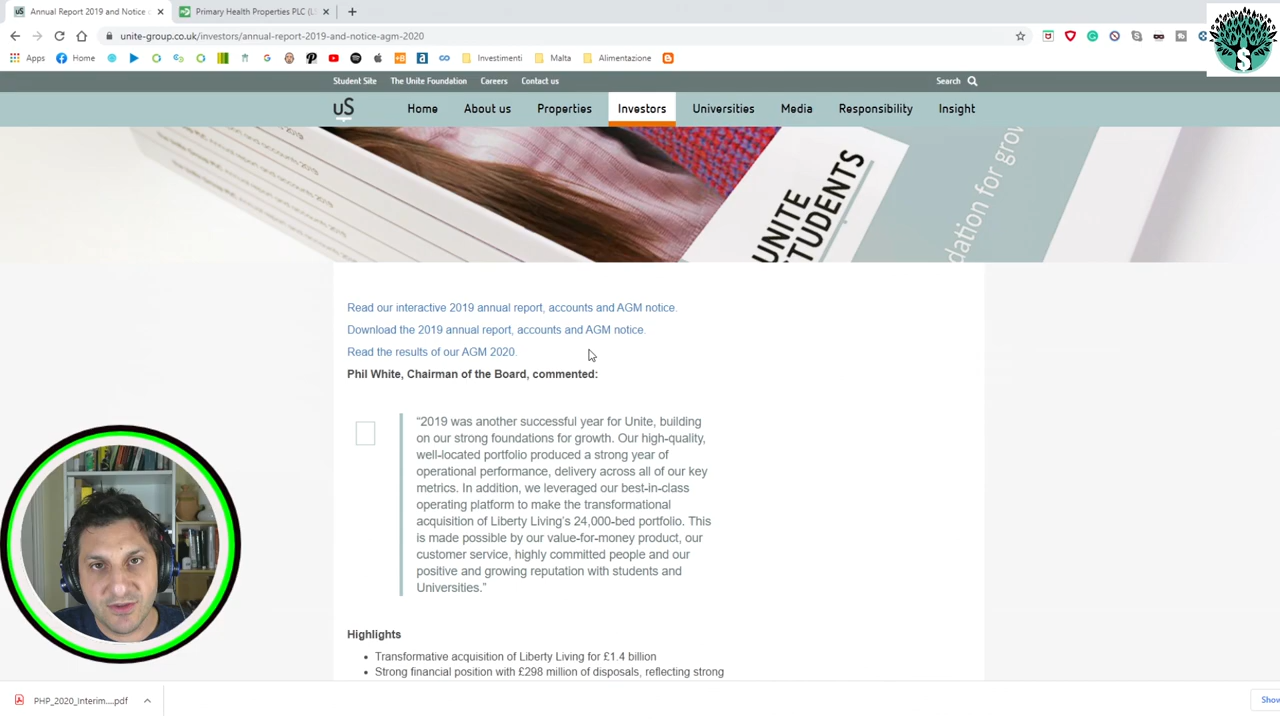 Annual Report 2019 and Notice
Primary Health Properties PLC (L
unite-group.co.uk/investors/annual-report-2019-and-notice-agm-2020
Apps
Home
Investimenti
Malta
Alimentazione
Student Site
The Unite Foundation
Careers
Contact us
Search
uS
Home
About us
Properties
Investors
Universities
Media
Responsibility
Insight
UNITE
STUDENTS
dation for grow
Read our interactive 2019 annual report, accounts and AGM notice.
Download the 2019 annual report, accounts and AGM notice.
Read the results of our AGM 2020.
Phil White, Chairman of the Board, commented:
“2019 was another successful year for Unite, building
on our strong foundations for growth. Our high-quality,
well-located portfolio produced a strong year of
operational performance, delivery across all of our key
metrics. In addition, we leveraged our best-in-class
operating platform to make the transformational
acquisition of Liberty Living’s 24,000-bed portfolio. This
is made possible by our value-for-money product, our
customer service, highly committed people and our
positive and growing reputation with students and
Universities.”
Highlights
• Transformative acquisition of Liberty Living for £1.4 billion
• Strong financial position with £298 million of disposals, reflecting strong
PHP_2020_Interim....pdf
Show